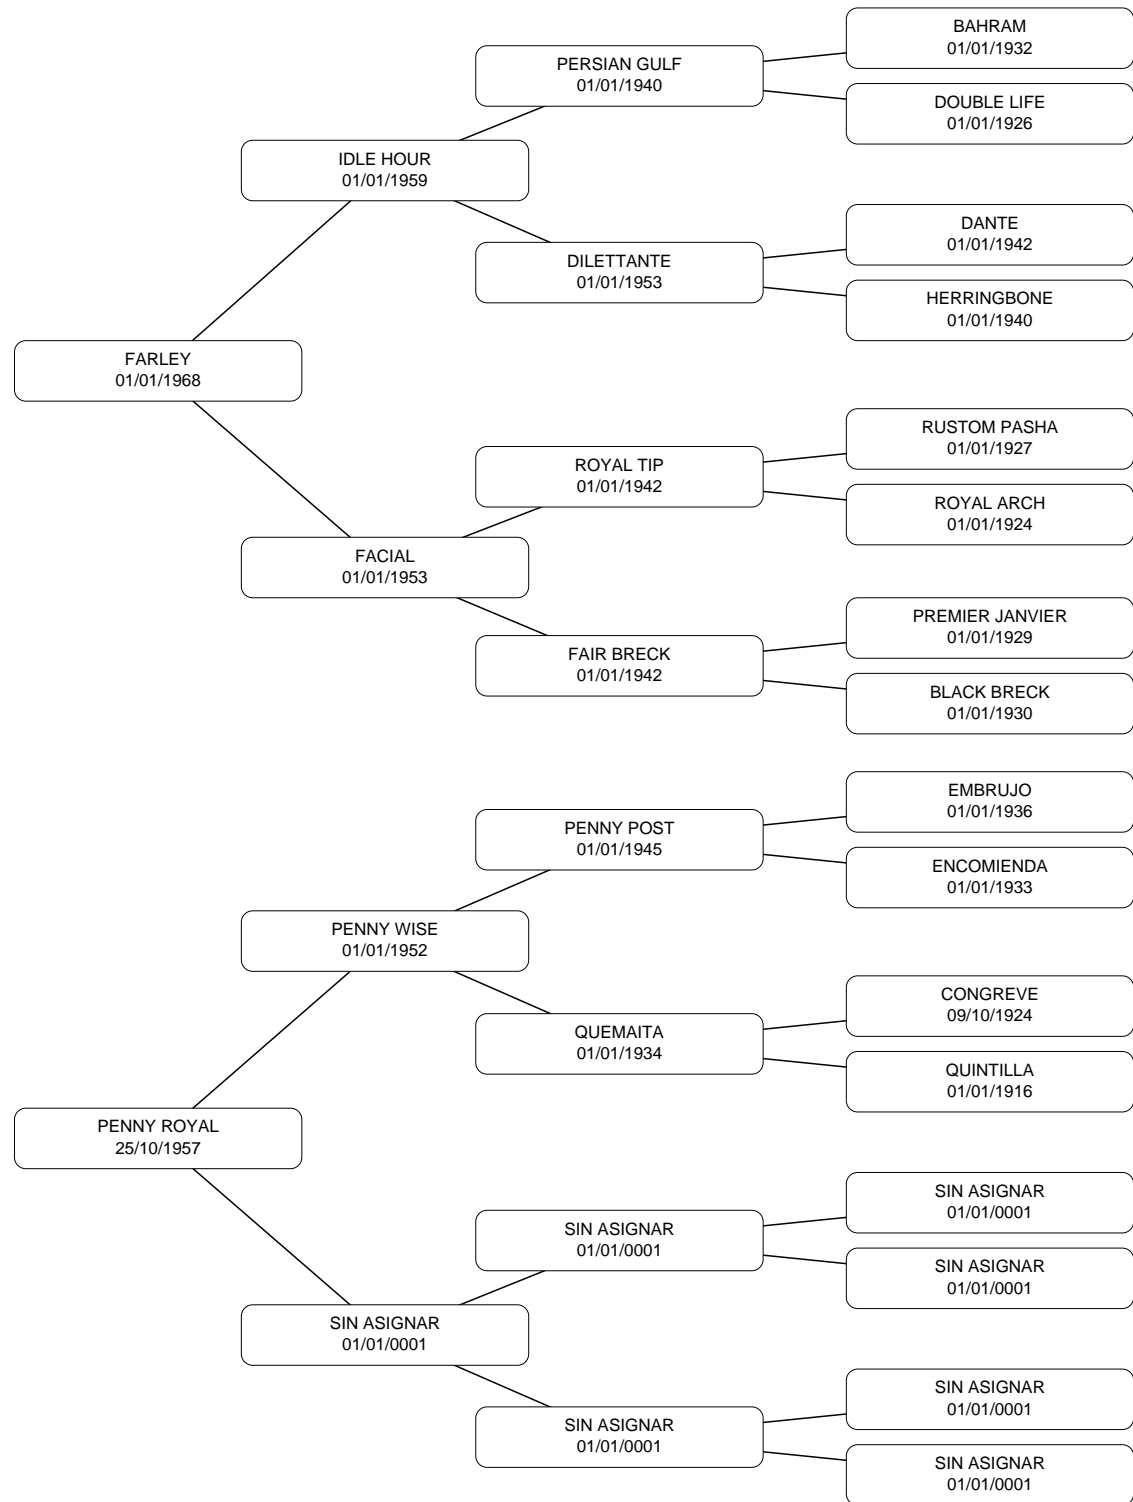 BAHRAM
01/01/1932
PERSIAN GULF
01/01/1940
DOUBLE LIFE
01/01/1926
IDLE HOUR
01/01/1959
DANTE
01/01/1942
DILETTANTE
01/01/1953
HERRINGBONE
01/01/1940
FARLEY
01/01/1968
RUSTOM PASHA
01/01/1927
ROYAL TIP
01/01/1942
ROYAL ARCH
01/01/1924
FACIAL
01/01/1953
PREMIER JANVIER
01/01/1929
FAIR BRECK
01/01/1942
BLACK BRECK
01/01/1930
EMBRUJO
01/01/1936
PENNY POST
01/01/1945
ENCOMIENDA
01/01/1933
PENNY WISE
01/01/1952
CONGREVE
09/10/1924
QUEMAITA
01/01/1934
QUINTILLA
01/01/1916
PENNY ROYAL
25/10/1957
SIN ASIGNAR
01/01/0001
SIN ASIGNAR
01/01/0001
SIN ASIGNAR
01/01/0001
SIN ASIGNAR
01/01/0001
SIN ASIGNAR
01/01/0001
SIN ASIGNAR
01/01/0001
SIN ASIGNAR
01/01/0001